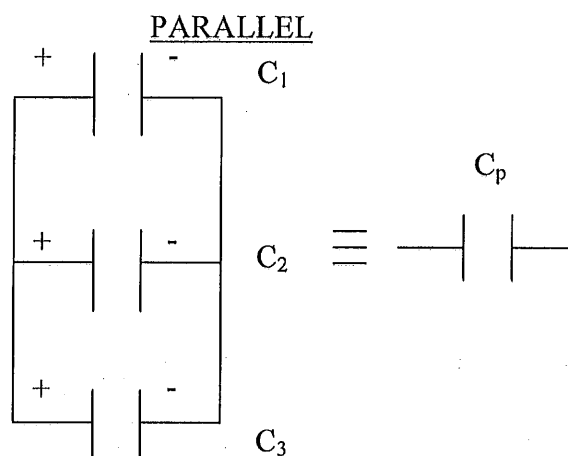 PARALLEL
+ - C₁
Cₚ
+ - C₂ ≡
+ - C₃